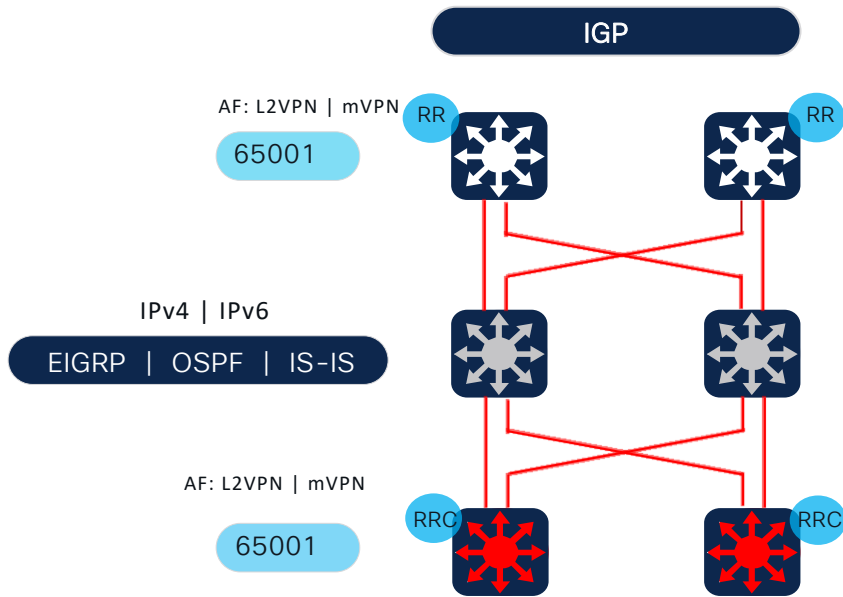 IGP
AF: L2VPN | mVPN
RR
RR
65001
IPv4 | IPv6
EIGRP | OSPF | IS-IS
AF: L2VPN | mVPN
RRC
RRC
65001